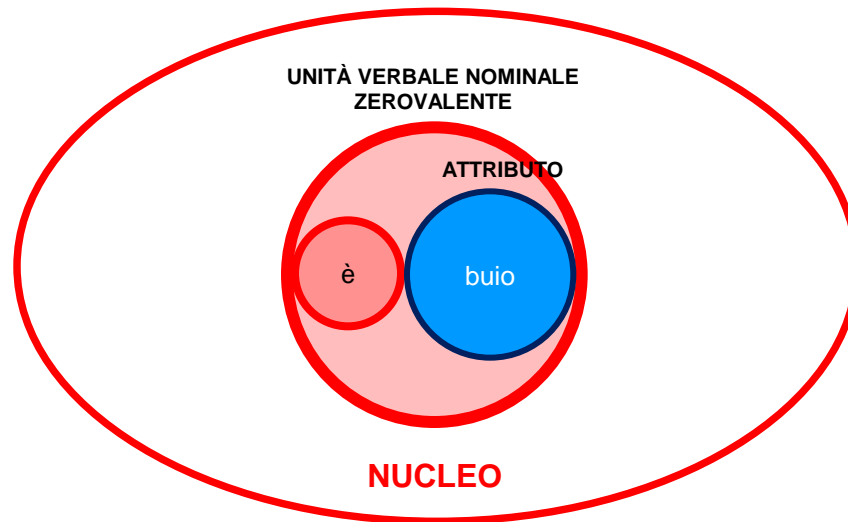 UNITÀ VERBALE NOMINALE
ZEROVALENTE
ATTRIBUTO
è
buio
NUCLEO